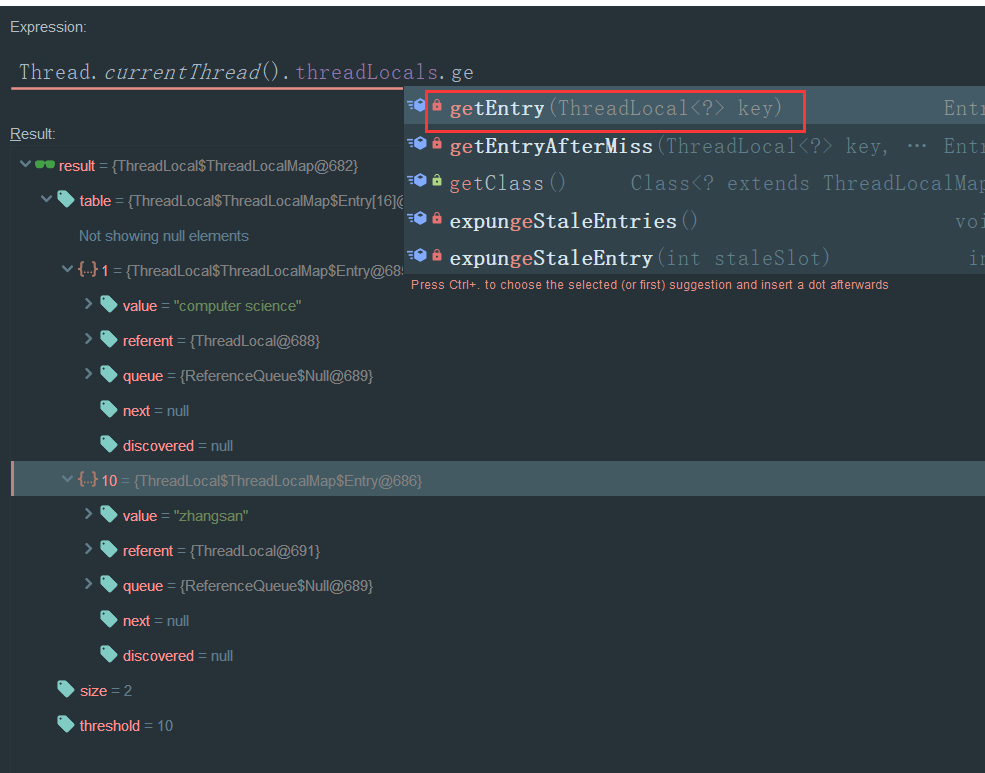 Expression:
Thread.currentThread().threadLocals.ge
getEntry(ThreadLocal<?> key) Entr
getEntryAfterMiss(ThreadLocal<?> key, ··· Entr
getClass() Class<? extends ThreadLocalMap
expungeStaleEntries() voi
expungeStaleEntry(int staleSlot) in
Press Ctrl+. to choose the selected (or first) suggestion and insert a dot afterwards
Result:
result = {ThreadLocal$ThreadLocalMap@682}
table = {ThreadLocal$ThreadLocalMap$Entry[16]@
Not showing null elements
{...} 1 = {ThreadLocal$ThreadLocalMap$Entry@685
value = "computer science"
referent = {ThreadLocal@688}
queue = {ReferenceQueue$Null@689}
next = null
discovered = null
{...} 10 = {ThreadLocal$ThreadLocalMap$Entry@686}
value = "zhangsan"
referent = {ThreadLocal@691}
queue = {ReferenceQueue$Null@689}
next = null
discovered = null
size = 2
threshold = 10